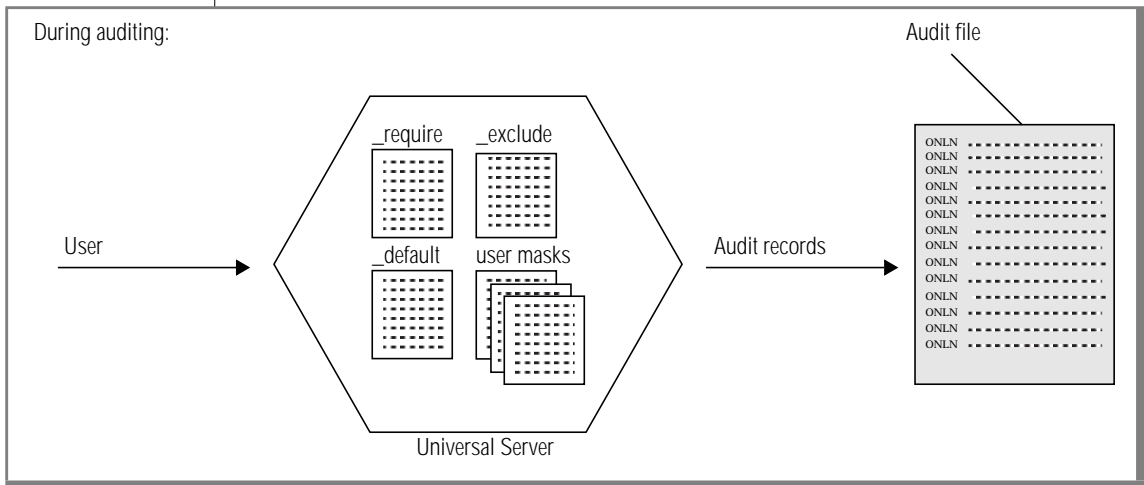 During auditing:
Audit file
_require
_exclude
User
_default
user masks
Universal Server
Audit records
ONLN
ONLN
ONLN
ONLN
ONLN
ONLN
ONLN
ONLN
ONLN
ONLN
ONLN
ONLN
ONLN
ONLN